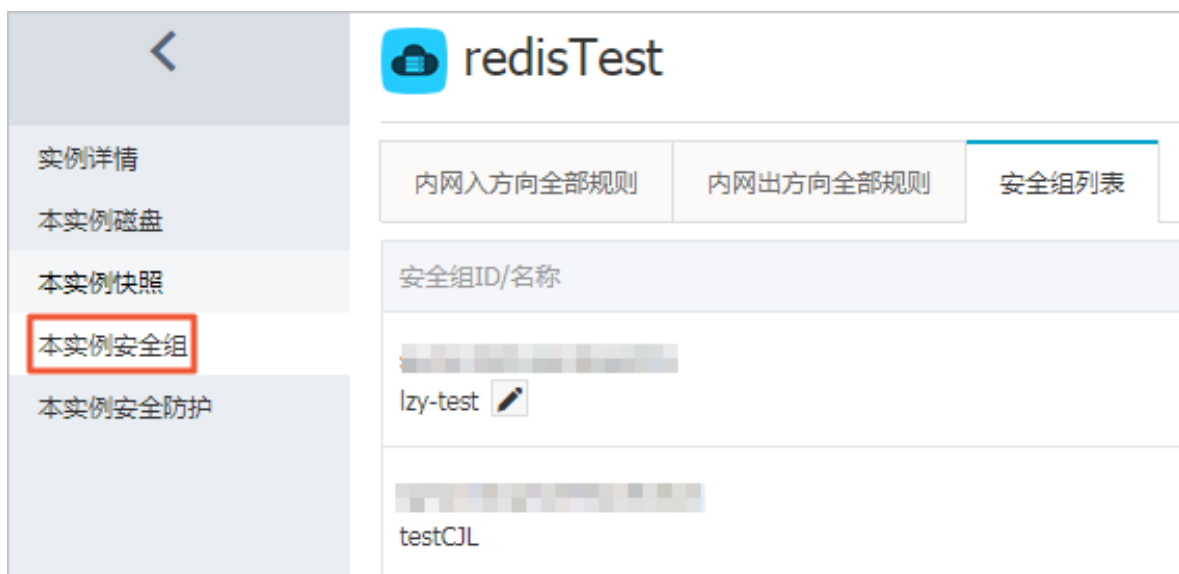 redisTest
实例详情
本实例磁盘
本实例快照
本实例安全组
本实例安全防护
内网入方向全部规则
内网出方向全部规则
安全组列表
安全组ID/名称
lzy-test
testCJL